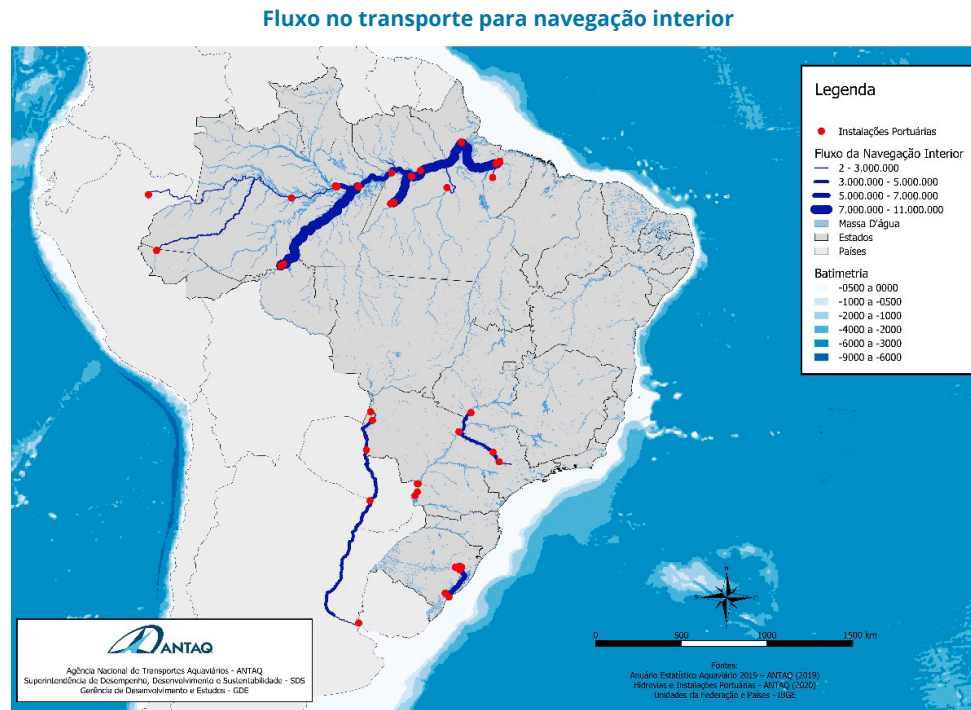 Fluxo no transporte para navegação interior
Legenda
Instalações Portuárias
Fluxo da Navegação Interior
2 - 3.000.000
3.000.000 - 5.000.000
5.000.000 - 7.000.000
7.000.000 - 11.000.000
Massa D'água
Estados
Países
Batimetria
-0500 a 0000
-1000 a -0500
-2000 a -1000
-4000 a -2000
-6000 a -3000
-9000 a -6000
N
S
0 500 1000 1500 km
ANTAQ
Agência Nacional de Transportes Aquaviários - ANTAQ
Superintendência de Desempenho, Desenvolvimento e Sustentabilidade - SDS
Gerência de Desenvolvimento e Estudos - GDE
Fontes:
Anuário Estatístico Aquaviário 2019 – ANTAQ (2019)
Hidrovias e Instalações Portuárias - ANTAQ (2020)
Unidades da Federação e Países - IBGE